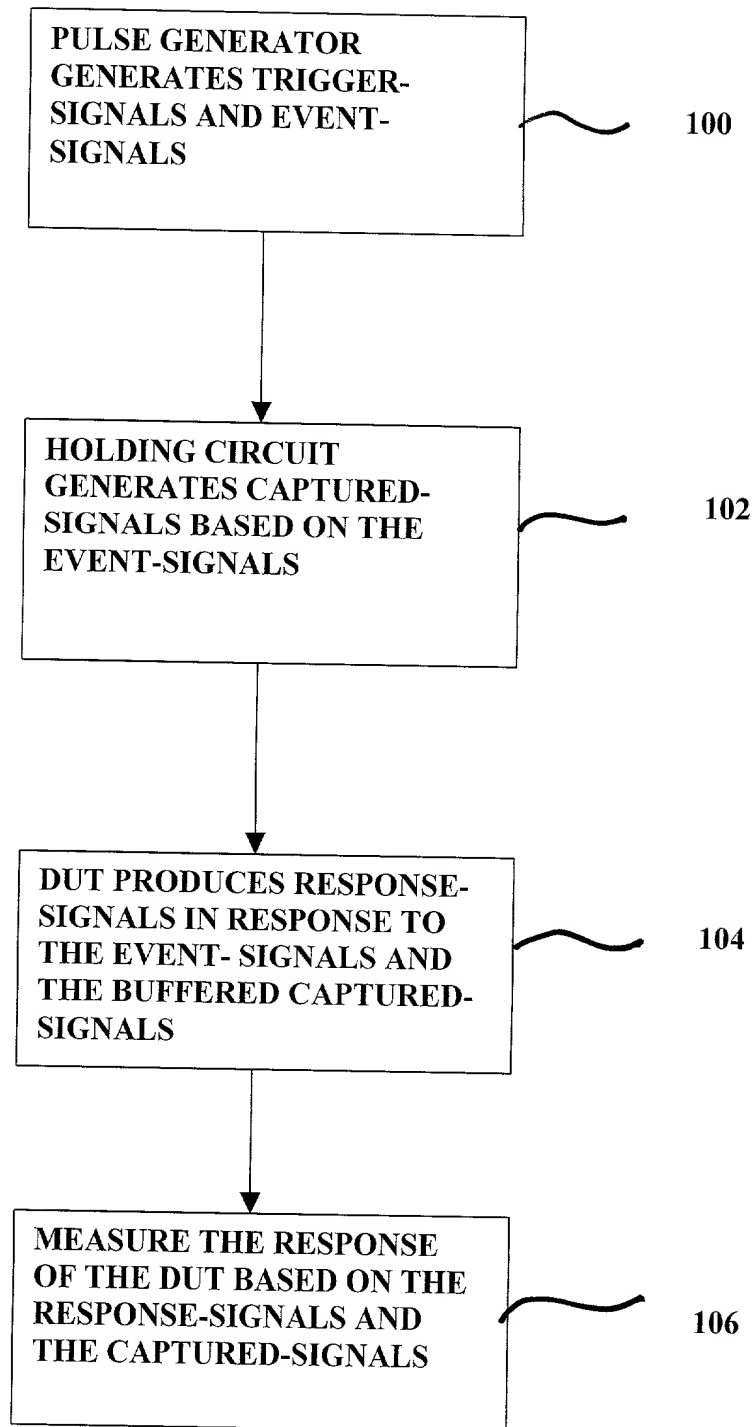 PULSE GENERATOR
GENERATES TRIGGER-
SIGNALS AND EVENT-
SIGNALS
100
HOLDING CIRCUIT
GENERATES CAPTURED-
SIGNALS BASED ON THE
EVENT-SIGNALS
102
DUT PRODUCES RESPONSE-
SIGNALS IN RESPONSE TO
THE EVENT- SIGNALS AND
THE BUFFERED CAPTURED-
SIGNALS
104
MEASURE THE RESPONSE
OF THE DUT BASED ON THE
RESPONSE-SIGNALS AND
THE CAPTURED-SIGNALS
106